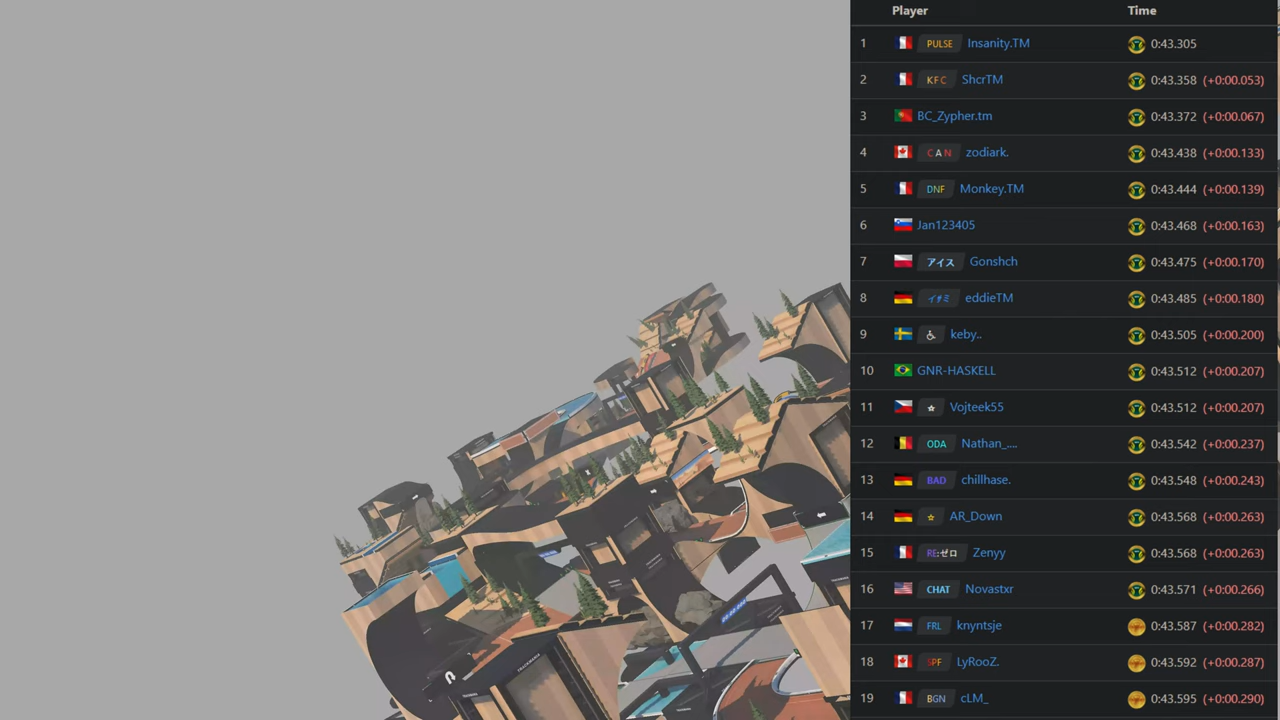 Player Time
1 PULSE Insanity.TM 0:43.305
2 KFC ShcrTM 0:43.358 (+0:00.053)
3 BC_Zypher.tm 0:43.372 (+0:00.067)
4 CAN zodiark. 0:43.438 (+0:00.133)
5 DNF Monkey.TM 0:43.444 (+0:00.139)
6 Jan123405 0:43.468 (+0:00.163)
7 アイス Gonshch 0:43.475 (+0:00.170)
8 イチミ eddieTM 0:43.485 (+0:00.180)
9 keby.. 0:43.505 (+0:00.200)
10 GNR-HASKELL 0:43.512 (+0:00.207)
11 Vojteek55 0:43.512 (+0:00.207)
12 ODA Nathan_.... 0:43.542 (+0:00.237)
13 BAD chillhase. 0:43.548 (+0:00.243)
14 AR_Down 0:43.568 (+0:00.263)
15 RE:ゼロ Zenyy 0:43.568 (+0:00.263)
16 CHAT Novastxr 0:43.571 (+0:00.266)
17 FRL knyntsje 0:43.587 (+0:00.282)
18 SPF LyRooZ. 0:43.592 (+0:00.287)
19 BGN cLM_ 0:43.595 (+0:00.290)
TRACKMANIA